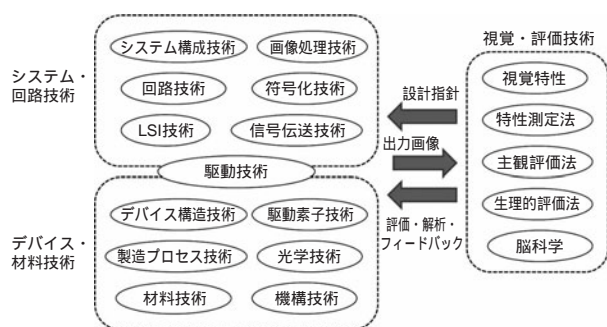 システム構成技術 画像処理技術
システム・
回路技術
回路技術 符号化技術
LSI技術 信号伝送技術
駆動技術
デバイス構造技術 駆動素子技術
デバイス・
材料技術
製造プロセス技術 光学技術
材料技術 機構技術
設計指針
出力画像
評価・解析・
フィードバック
視覚・評価技術
視覚特性
特性測定法
主観評価法
生理的評価法
脳科学